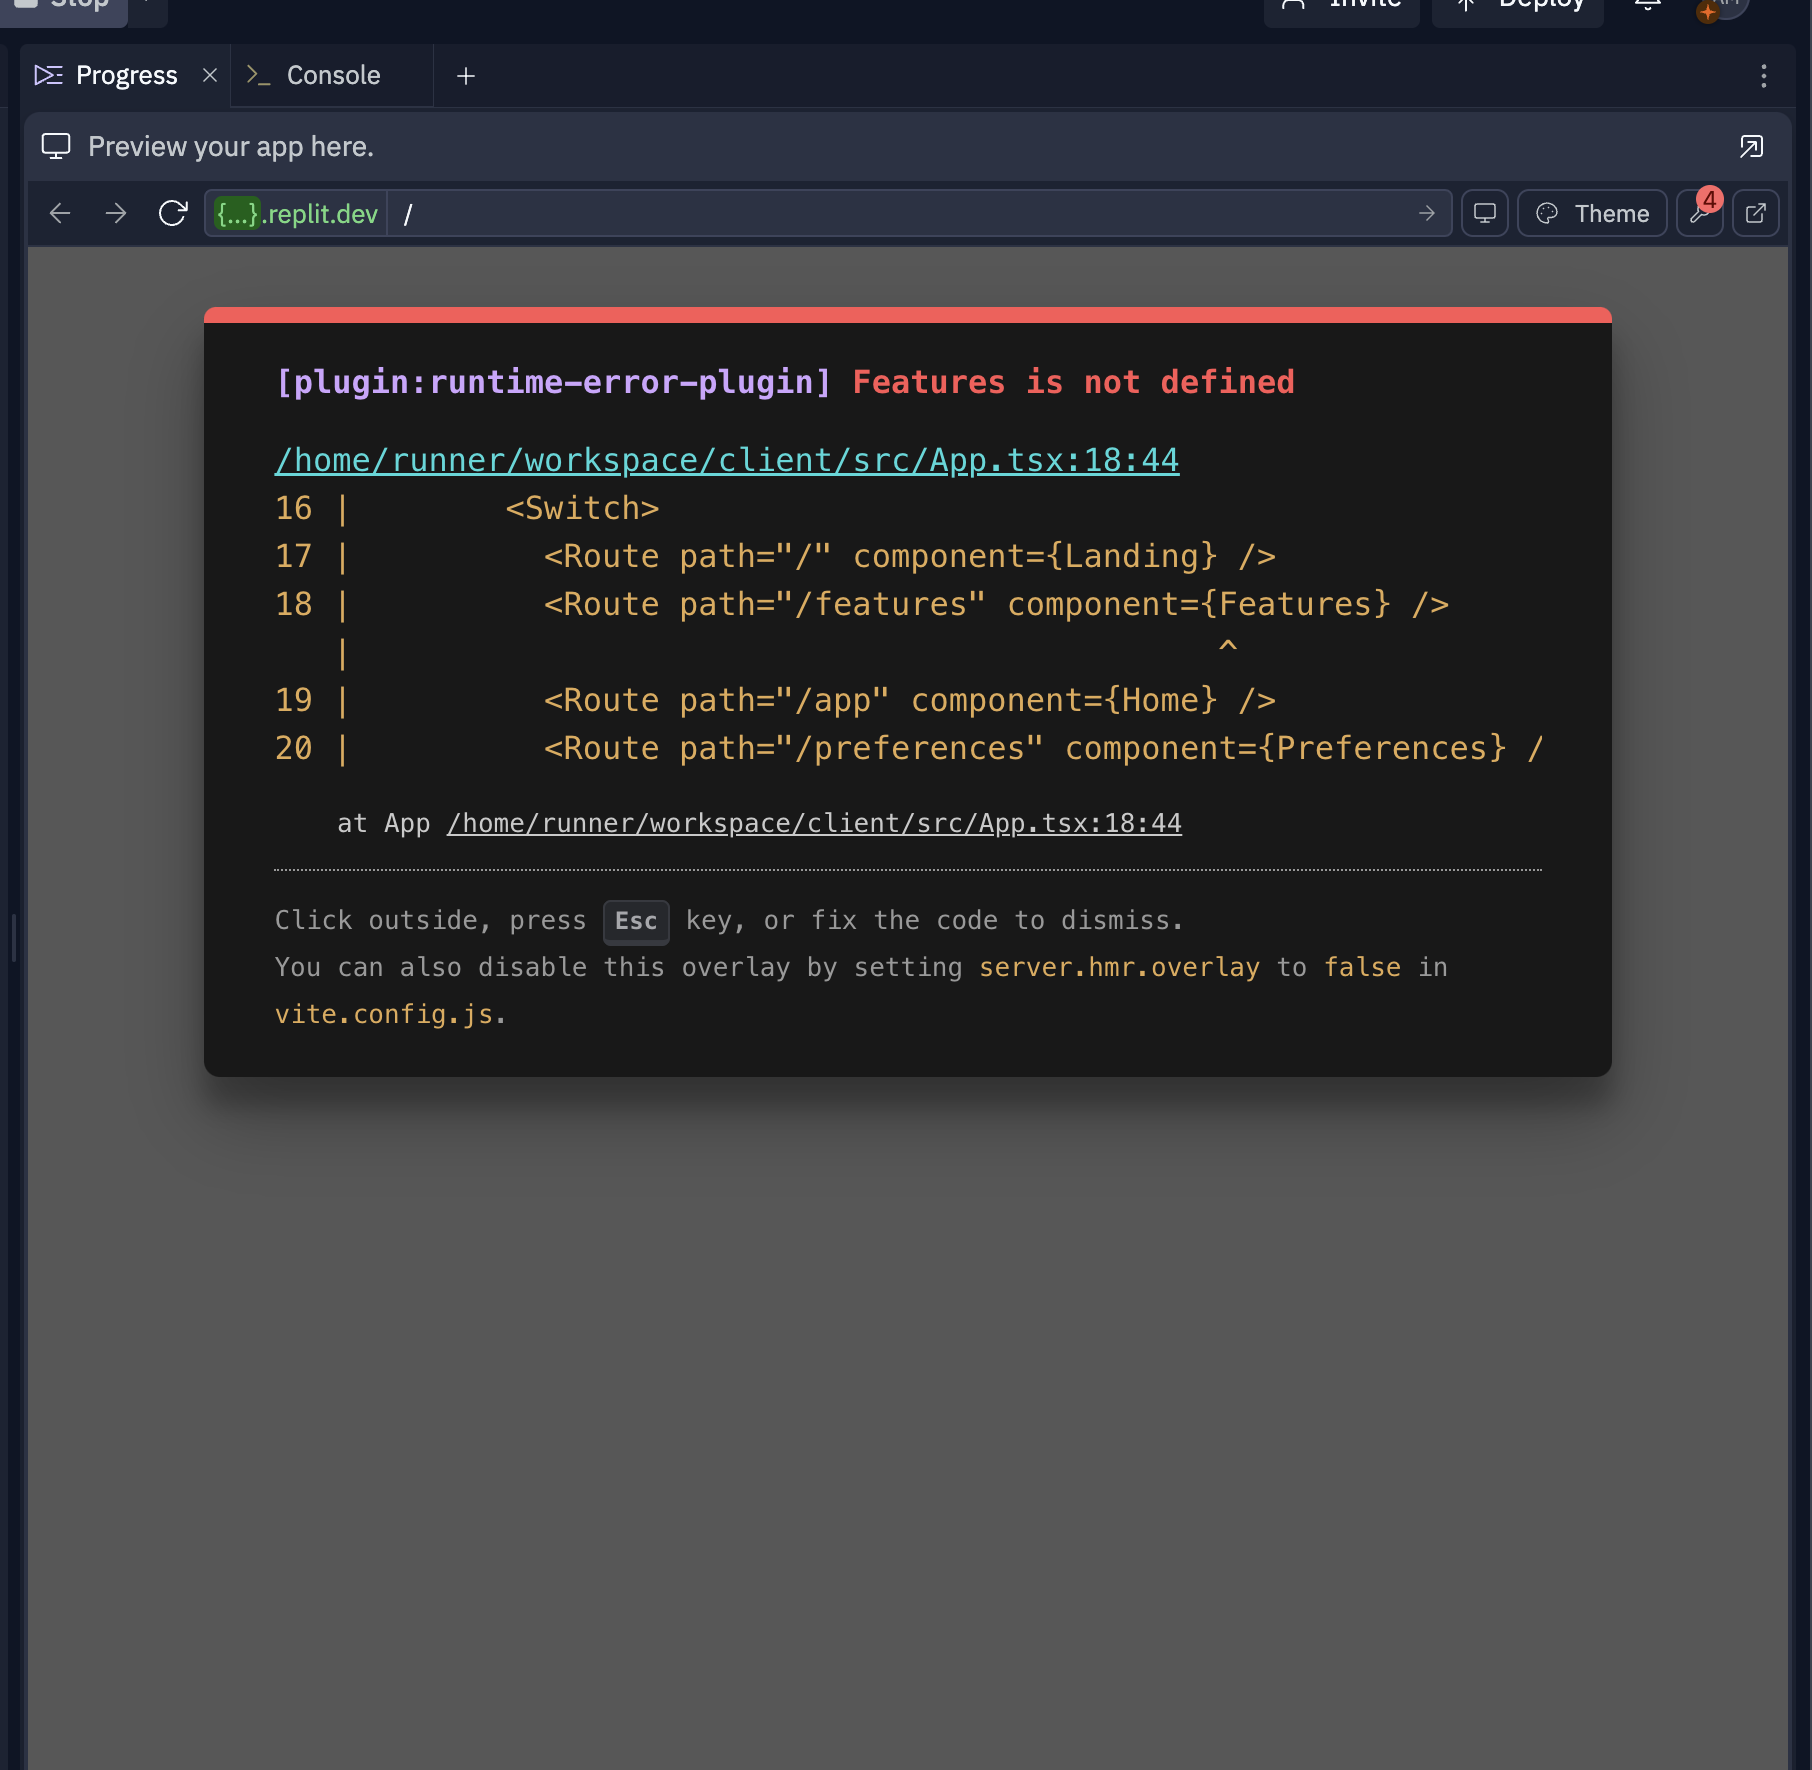 Stop
Invite
Deploy
Progress
Console
Preview your app here.
{...}.replit.dev /
Theme
4
[plugin:runtime-error-plugin] Features is not defined
/home/runner/workspace/client/src/App.tsx:18:44
16 |        <Switch>
17 |          <Route path="/" component={Landing} />
18 |          <Route path="/features" component={Features} />
   |                                             ^
19 |          <Route path="/app" component={Home} />
20 |          <Route path="/preferences" component={Preferences} /
at App /home/runner/workspace/client/src/App.tsx:18:44
Click outside, press Esc key, or fix the code to dismiss.
You can also disable this overlay by setting server.hmr.overlay to false in
vite.config.js.